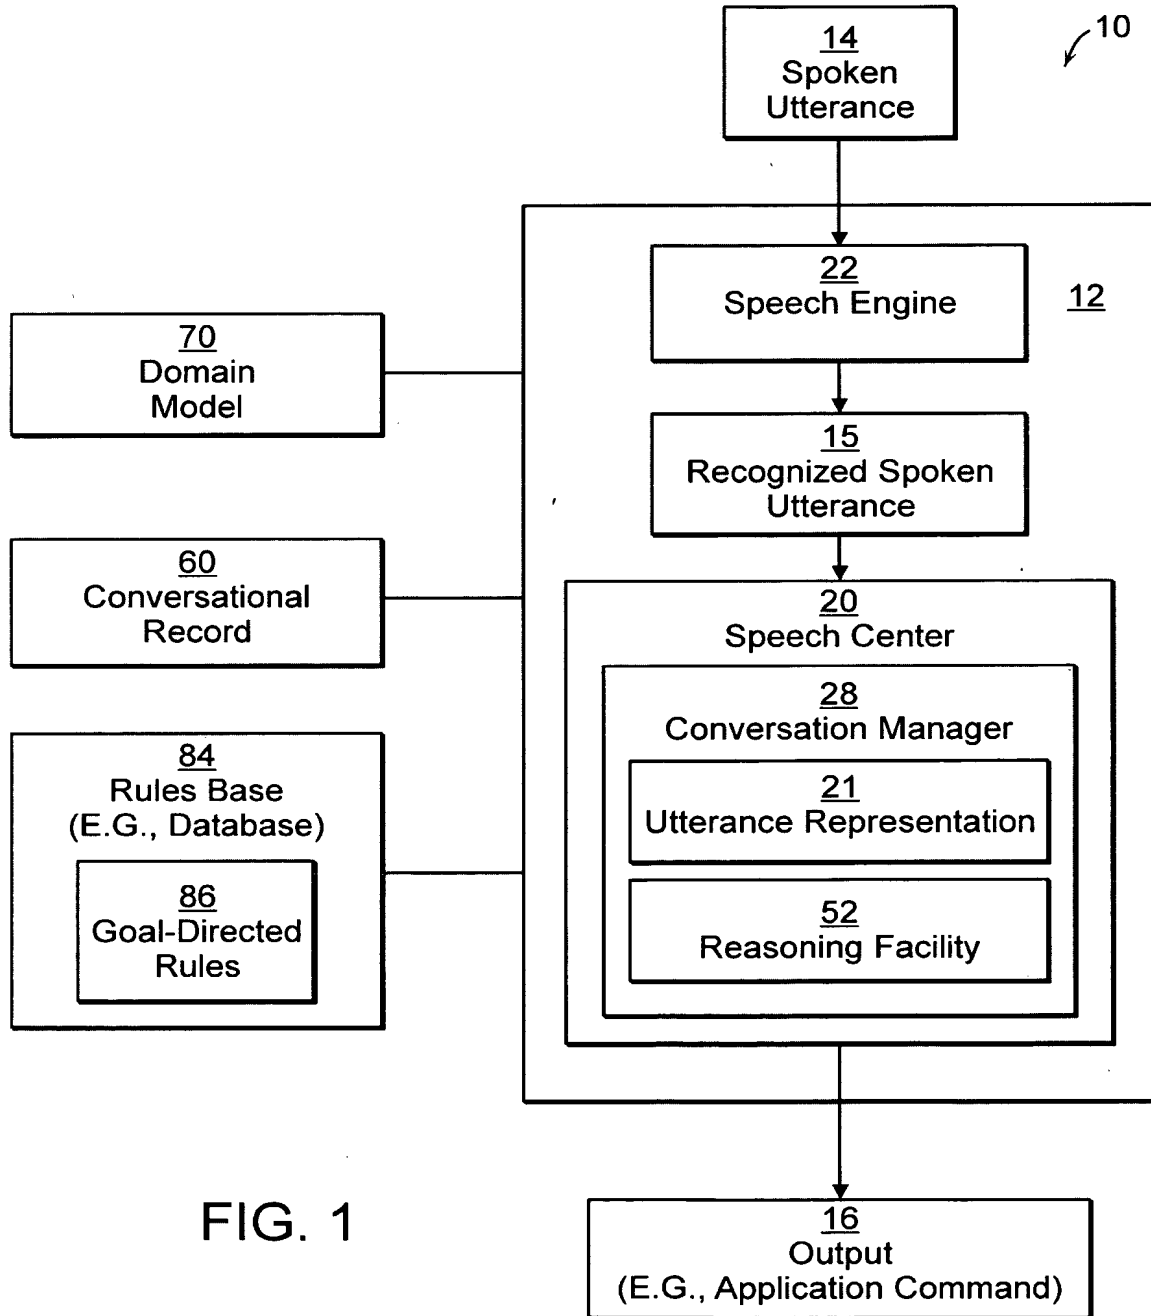 10
14
Spoken
Utterance
22
Speech Engine
12
70
Domain
Model
15
Recognized Spoken
Utterance
60
Conversational
Record
20
Speech Center
28
Conversation Manager
84
Rules Base
(E.G., Database)
21
Utterance Representation
86
Goal-Directed
Rules
52
Reasoning Facility
FIG. 1
16
Output
(E.G., Application Command)